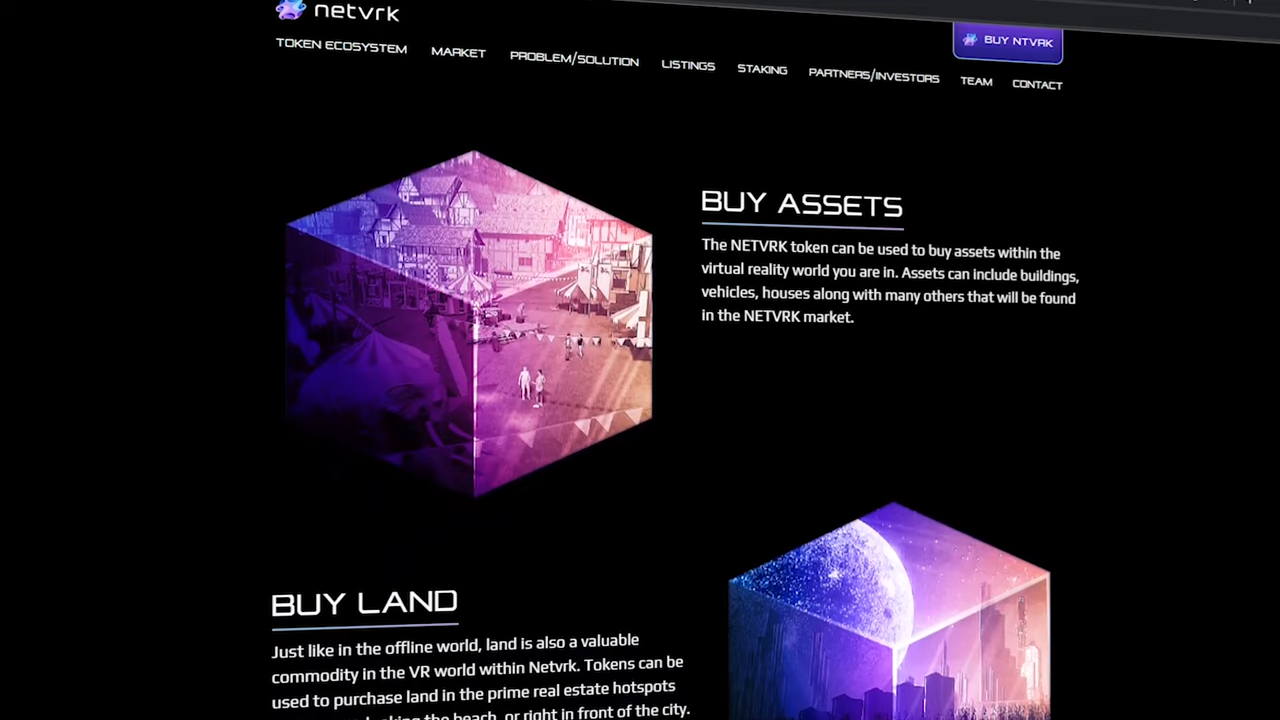 netvrk
BUY NTVRK
TOKEN ECOSYSTEM MARKET PROBLEM/SOLUTION LISTINGS STAKING PARTNERS/INVESTORS TEAM CONTACT
BUY ASSETS
The NETVRK token can be used to buy assets within the
virtual reality world you are in. Assets can include buildings,
vehicles, houses along with many others that will be found
in the NETVRK market.
BUY LAND
Just like in the offline world, land is also a valuable
commodity in the VR world within Netvrk. Tokens can be
used to purchase land in the prime real estate hotspots
the beach, or right in front of the city.